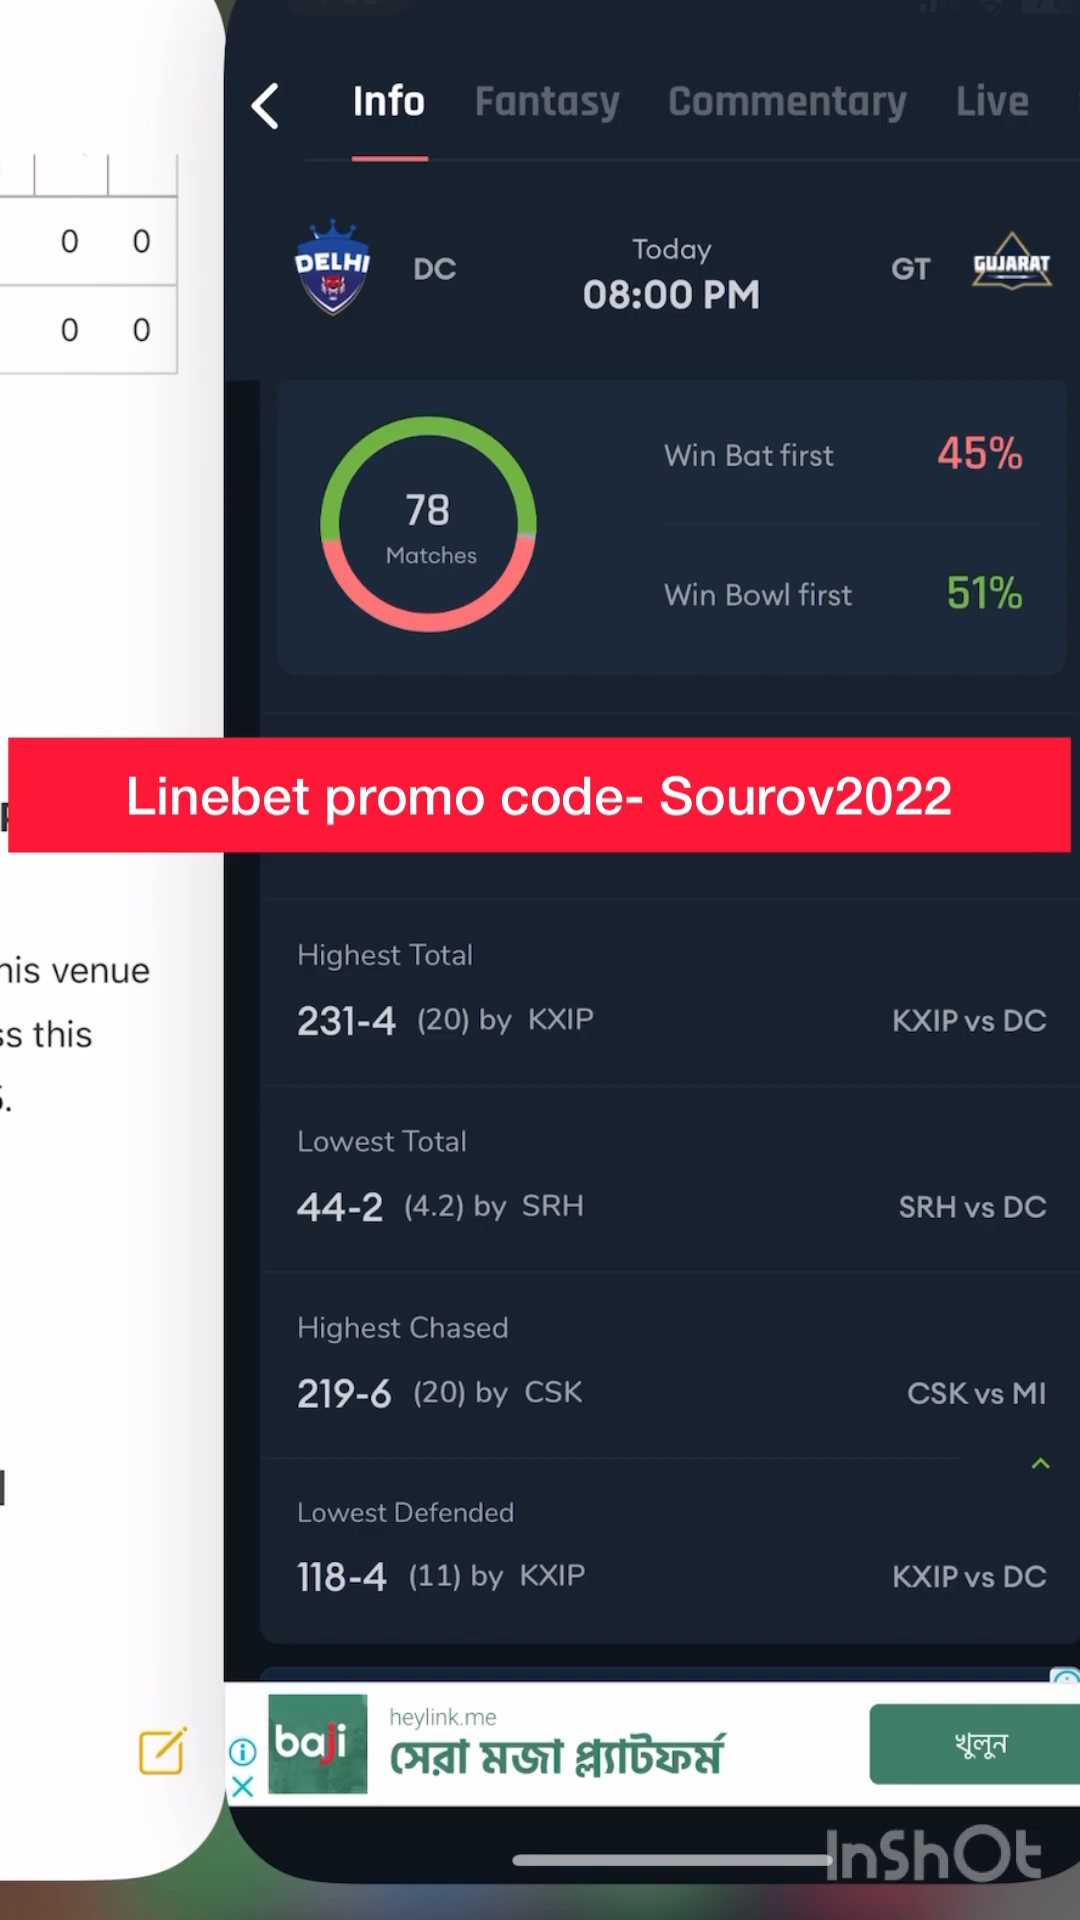 Info Fantasy Commentary Live
DELHI DC Today GT GUJARAT
08:00 PM
0 0
0 0
78
Matches
Win Bat first 45%
Win Bowl first 51%
Linebet promo code- Sourov2022
his venue
ss this
Highest Total
231-4 (20) by KXIP KXIP vs DC
Lowest Total
44-2 (4.2) by SRH SRH vs DC
Highest Chased
219-6 (20) by CSK CSK vs MI
Lowest Defended
118-4 (11) by KXIP KXIP vs DC
baji
heylink.me
সেরা মজা প্ল্যাটফর্ম
খুলুন
InShOt